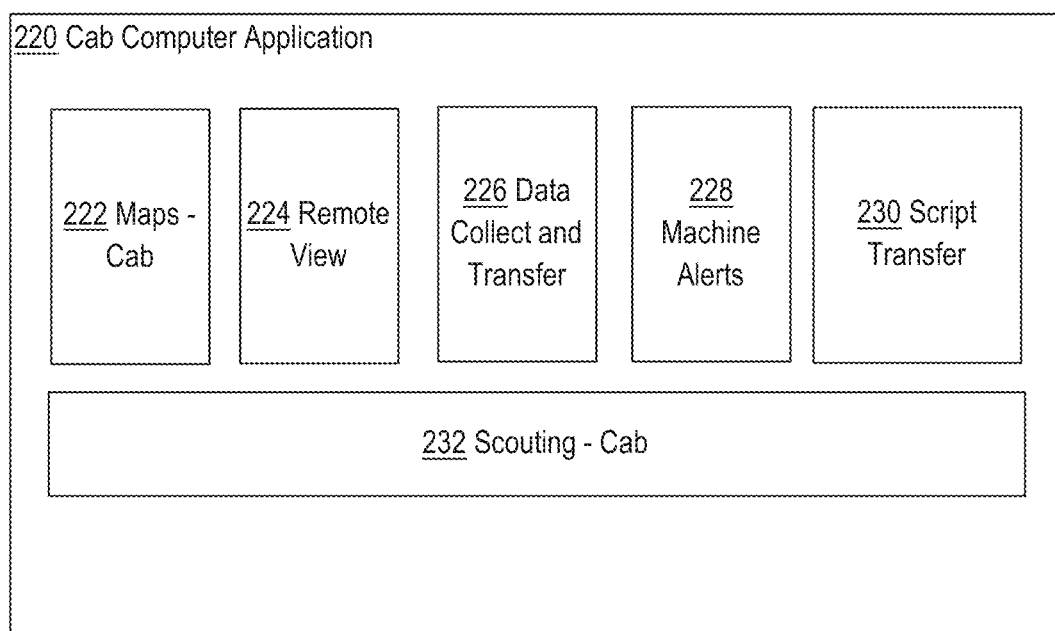 220 Cab Computer Application
222 Maps -
Cab
224 Remote
View
226 Data
Collect and
Transfer
228
Machine
Alerts
230 Script
Transfer
232 Scouting - Cab